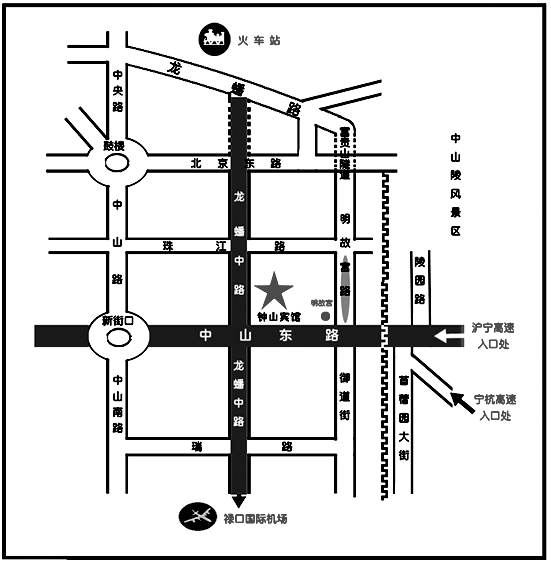 火车站
龙蟠路
中央路
富贵山隧道
中山陵风景区
鼓楼
北京东路
龙蟠中路
明故宫路
中山路
珠江路
陵园路
钟山宾馆
明故宫
新街口
中山东路
沪宁高速
入口处
中山南路
龙蟠中路
御道街
苜蓿园大街
宁杭高速
入口处
瑞路
禄口国际机场